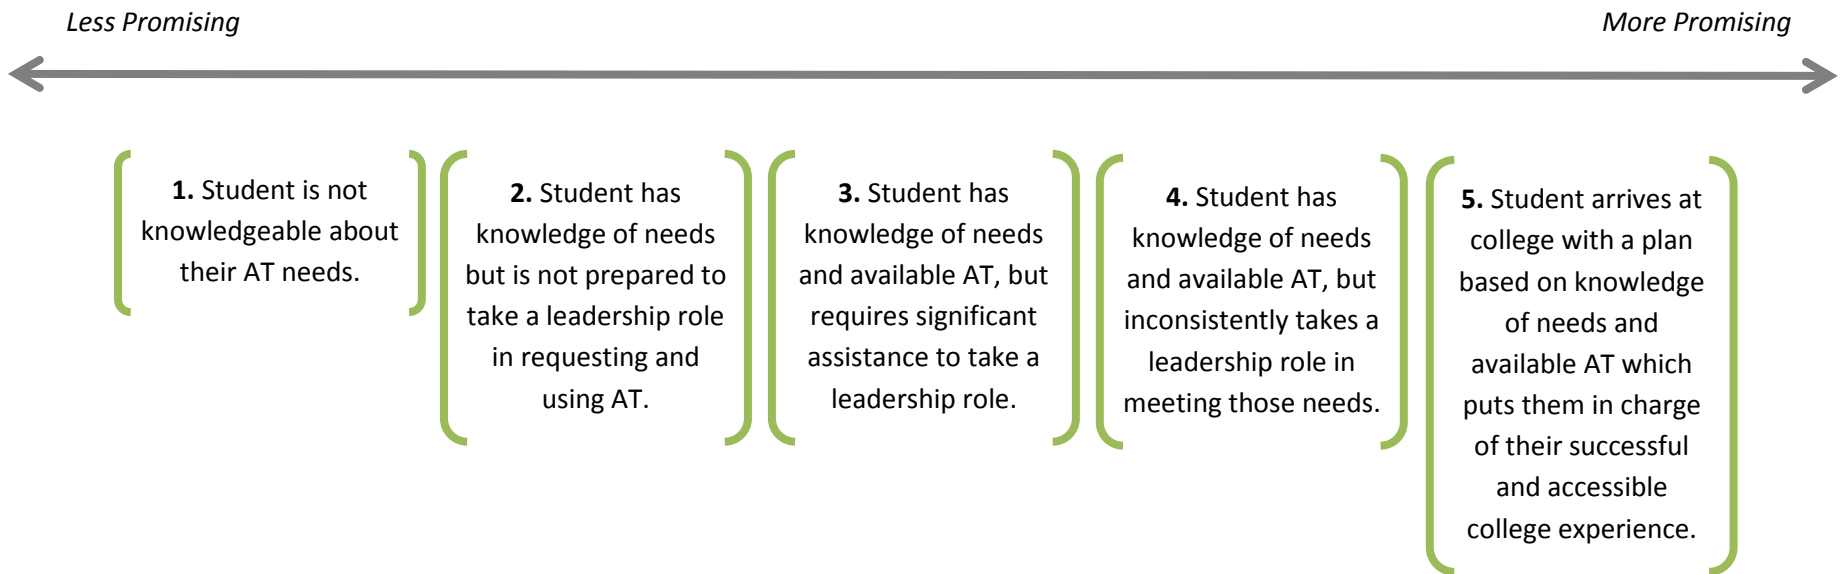 Less Promising
More Promising
1. Student is not
knowledgeable about
their AT needs.
2. Student has
knowledge of needs
but is not prepared to
take a leadership role
in requesting and
using AT.
3. Student has
knowledge of needs
and available AT, but
requires significant
assistance to take a
leadership role.
4. Student has
knowledge of needs
and available AT, but
inconsistently takes a
leadership role in
meeting those needs.
5. Student arrives at
college with a plan
based on knowledge
of needs and
available AT which
puts them in charge
of their successful
and accessible
college experience.